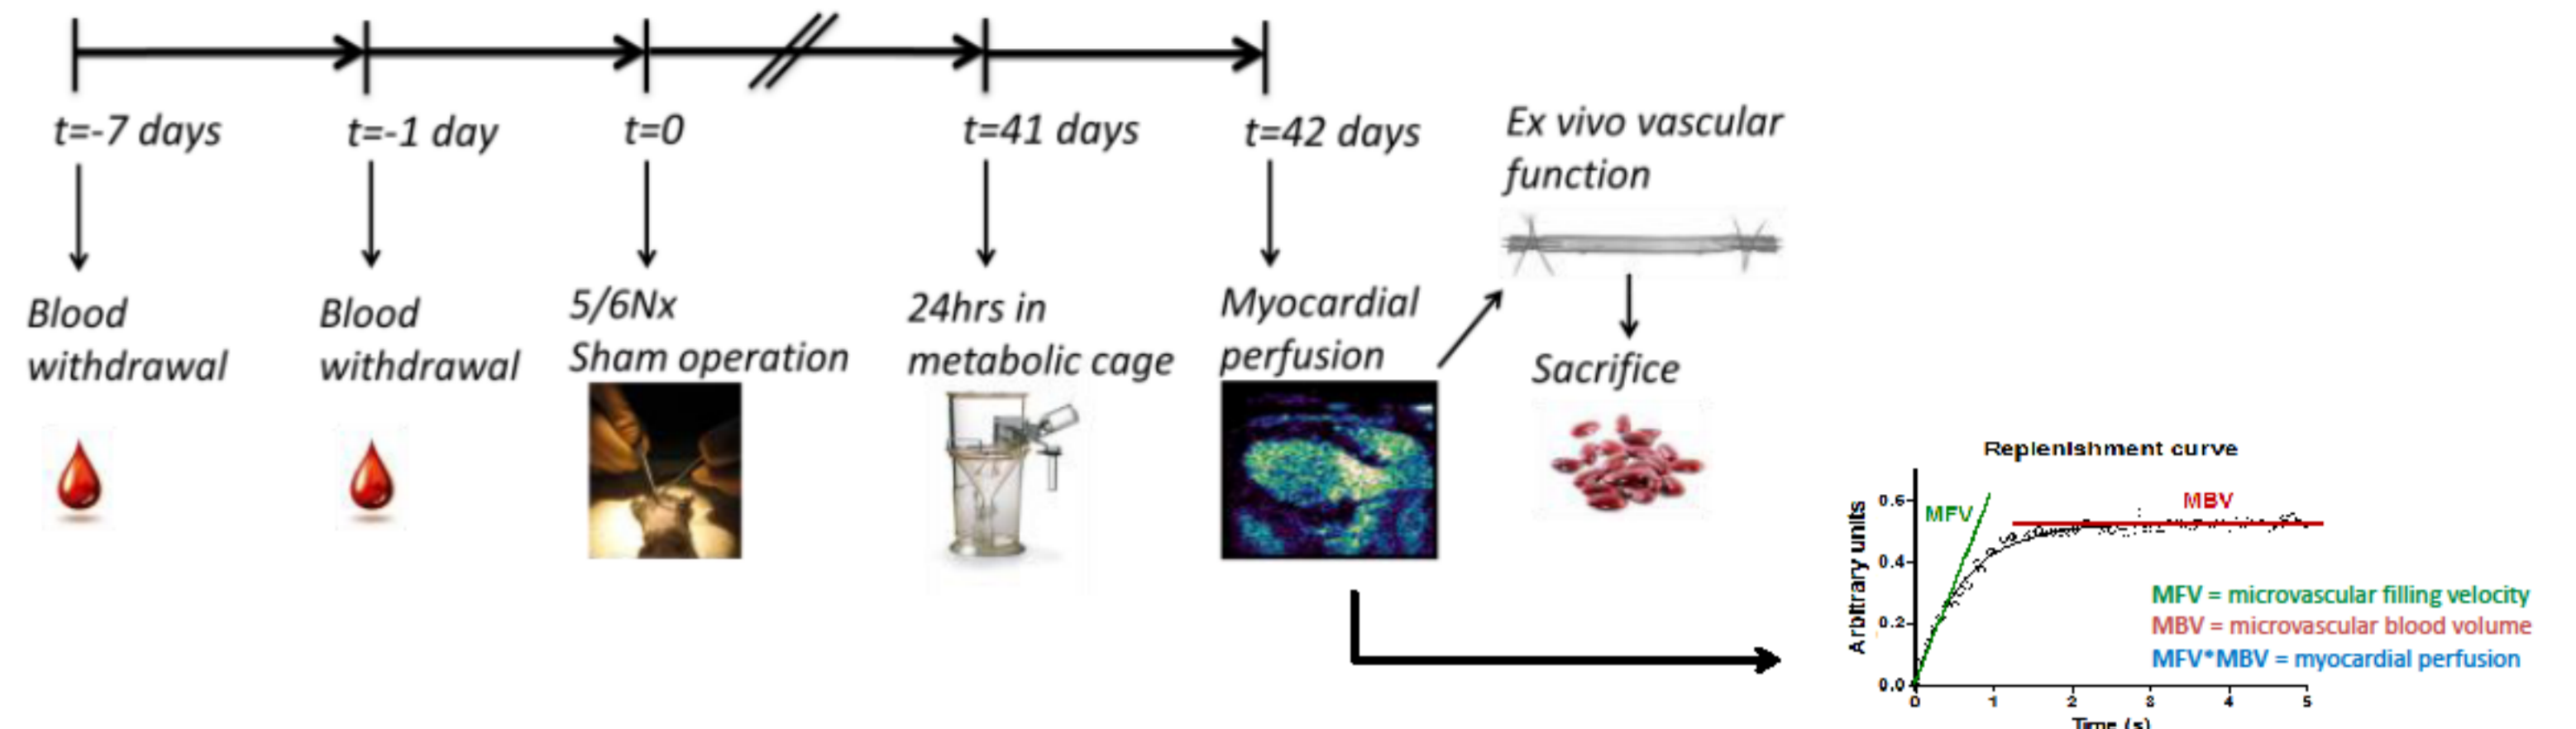 t=-7 days
t=-1 day
t=0
t=41 days
t=42 days
Blood
withdrawal
Blood
withdrawal
5/6Nx
Sham operation
24hrs in
metabolic cage
Myocardial
perfusion
Ex vivo vascular
function
Sacrifice
Replenishment curve
Arbitrary units
0.6
0.4
0.2
0.0
MFV
MBV
MFV = microvascular filling velocity
MBV = microvascular blood volume
MFV*MBV = myocardial perfusion
0 1 2 3 4 5
Time (s)